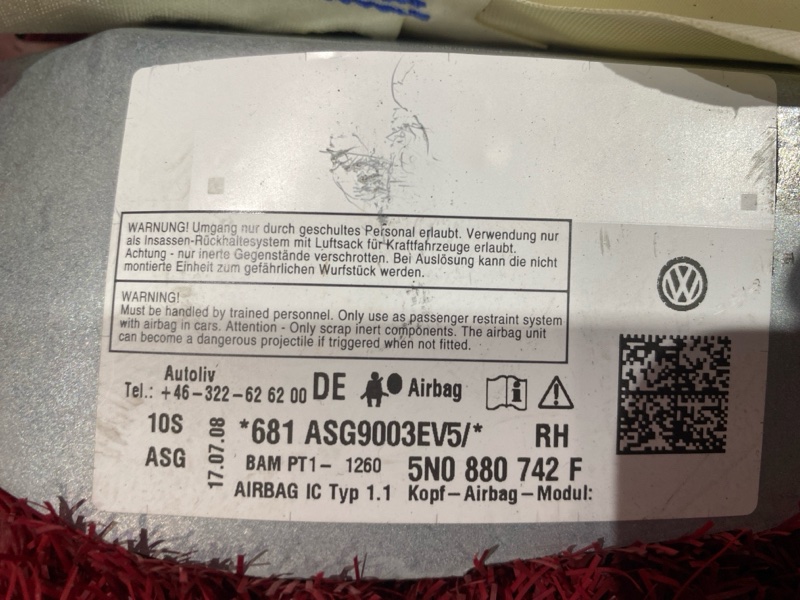 WARNUNG! Umgang nur durch geschultes Personal erlaubt. Verwendung nur
als Insassen-Rückhaltesystem mit Luftsack für Kraftfahrzeuge erlaubt.
Achtung - nur inerte Gegenstände verschrotten. Bei Auslösung kann die nicht
montierte Einheit zum gefährlichen Wurfstück werden.
WARNING!
Must be handled by trained personnel. Only use as passenger restraint system
with airbag in cars. Attention - Only scrap inert components. The airbag unit
can become a dangerous projectile if triggered when not fitted.
Autoliv
Tel.: +46-322-62 62 00 DE Airbag
10S *681 ASG9003EV5/* RH
ASG 17.07.08 BAM PT1- 1260 5N0 880 742 F
AIRBAG IC Typ 1.1 Kopf-Airbag-Modul: